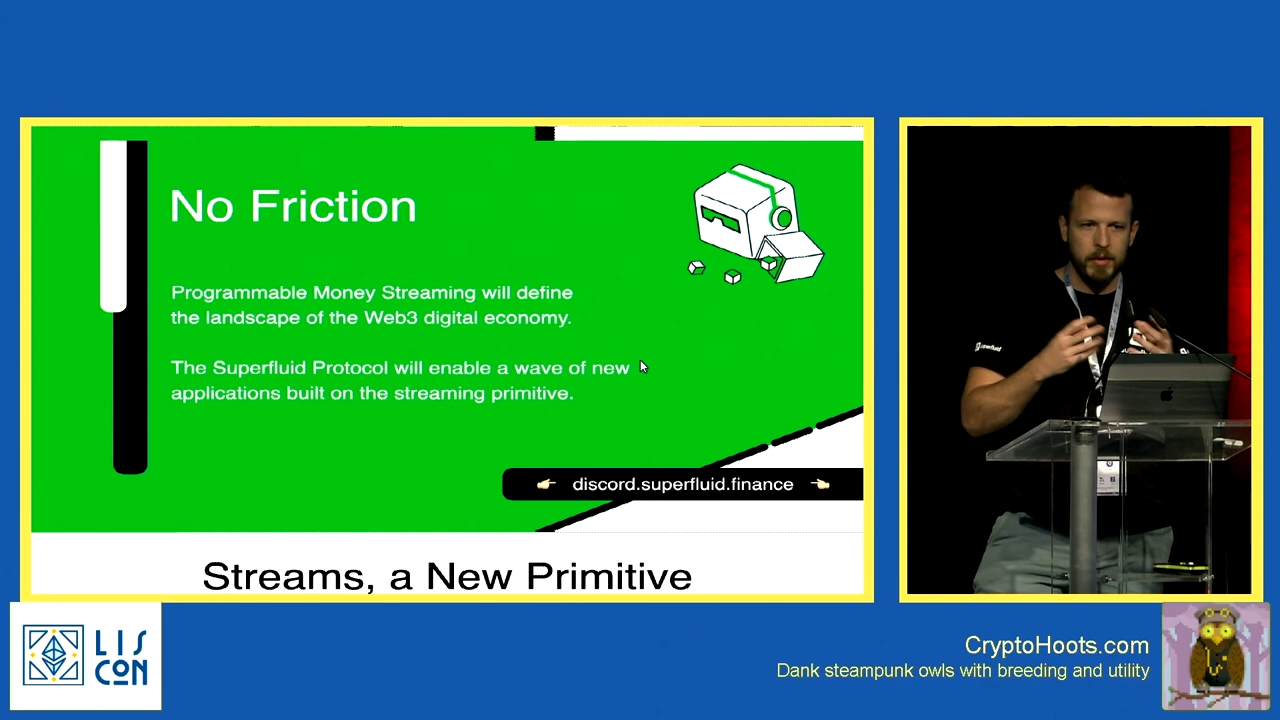 No Friction
Programmable Money Streaming will define
the landscape of the Web3 digital economy.
The Superfluid Protocol will enable a wave of new
applications built on the streaming primitive.
discord.superfluid.finance
Streams, a New Primitive
superfluid
LIS
CON
CryptoHoots.com
Dank steampunk owls with breeding and utility